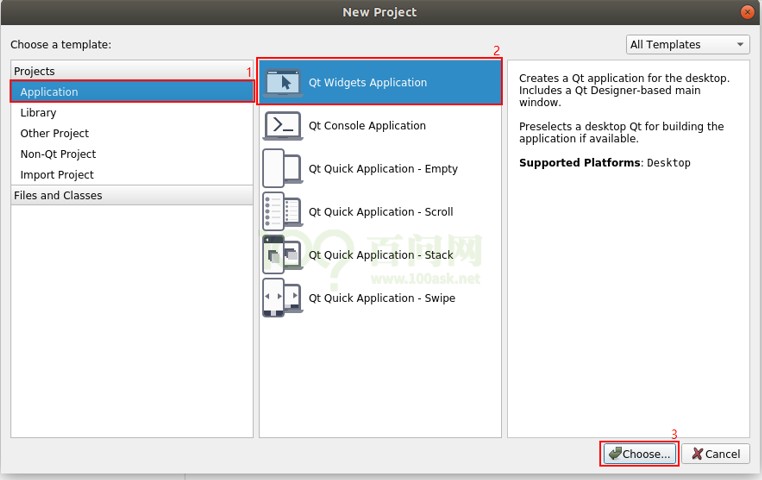 New Project
Choose a template:
All Templates
Projects
1
Application
Library
Other Project
Non-Qt Project
Import Project
Files and Classes
2
Qt Widgets Application
Qt Console Application
Qt Quick Application - Empty
Qt Quick Application - Scroll
Qt Quick Application - Stack
Qt Quick Application - Swipe
100?
百问网
www.100ask.net
Creates a Qt application for the desktop.
Includes a Qt Designer-based main
window.
Preselects a desktop Qt for building the
application if available.
Supported Platforms: Desktop
3
Choose...
Cancel